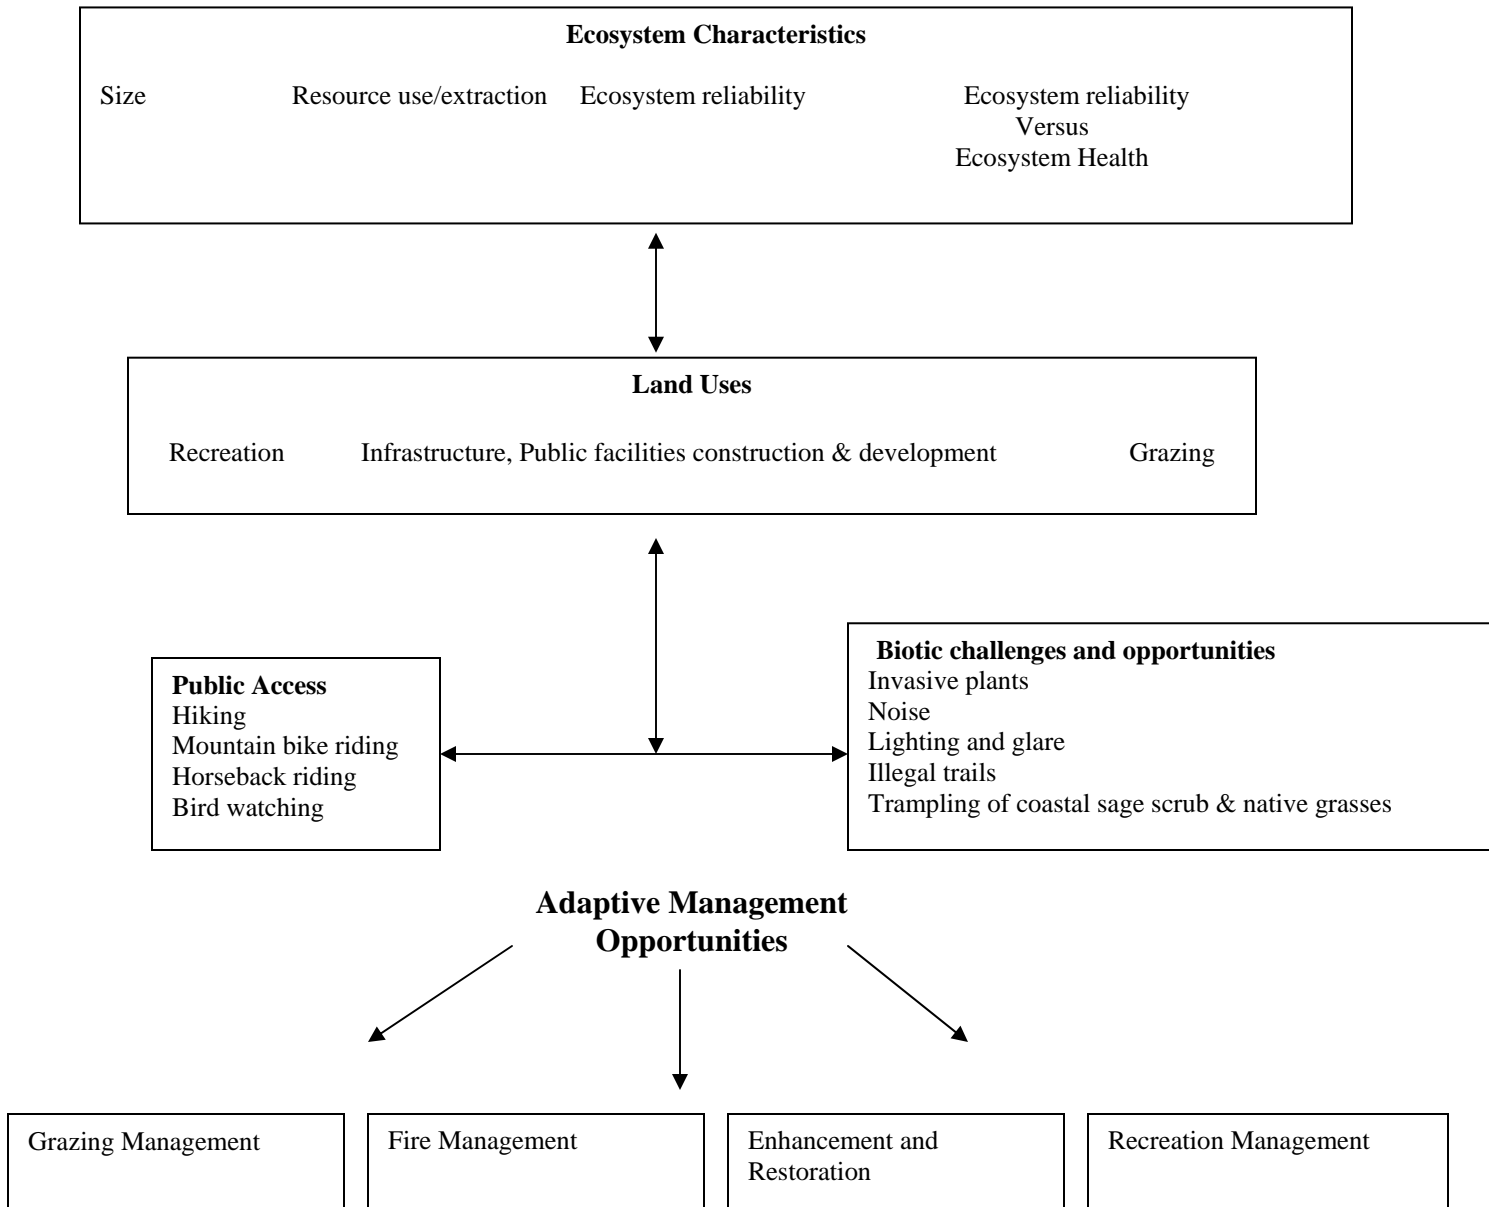 Ecosystem Characteristics
Size Resource use/extraction Ecosystem reliability Ecosystem reliability
Versus
Ecosystem Health
Land Uses
Recreation Infrastructure, Public facilities construction & development Grazing
Public Access
Hiking
Mountain bike riding
Horseback riding
Bird watching
Biotic challenges and opportunities
Invasive plants
Noise
Lighting and glare
Illegal trails
Trampling of coastal sage scrub & native grasses
Adaptive Management
Opportunities
Grazing Management
Fire Management
Enhancement and
Restoration
Recreation Management